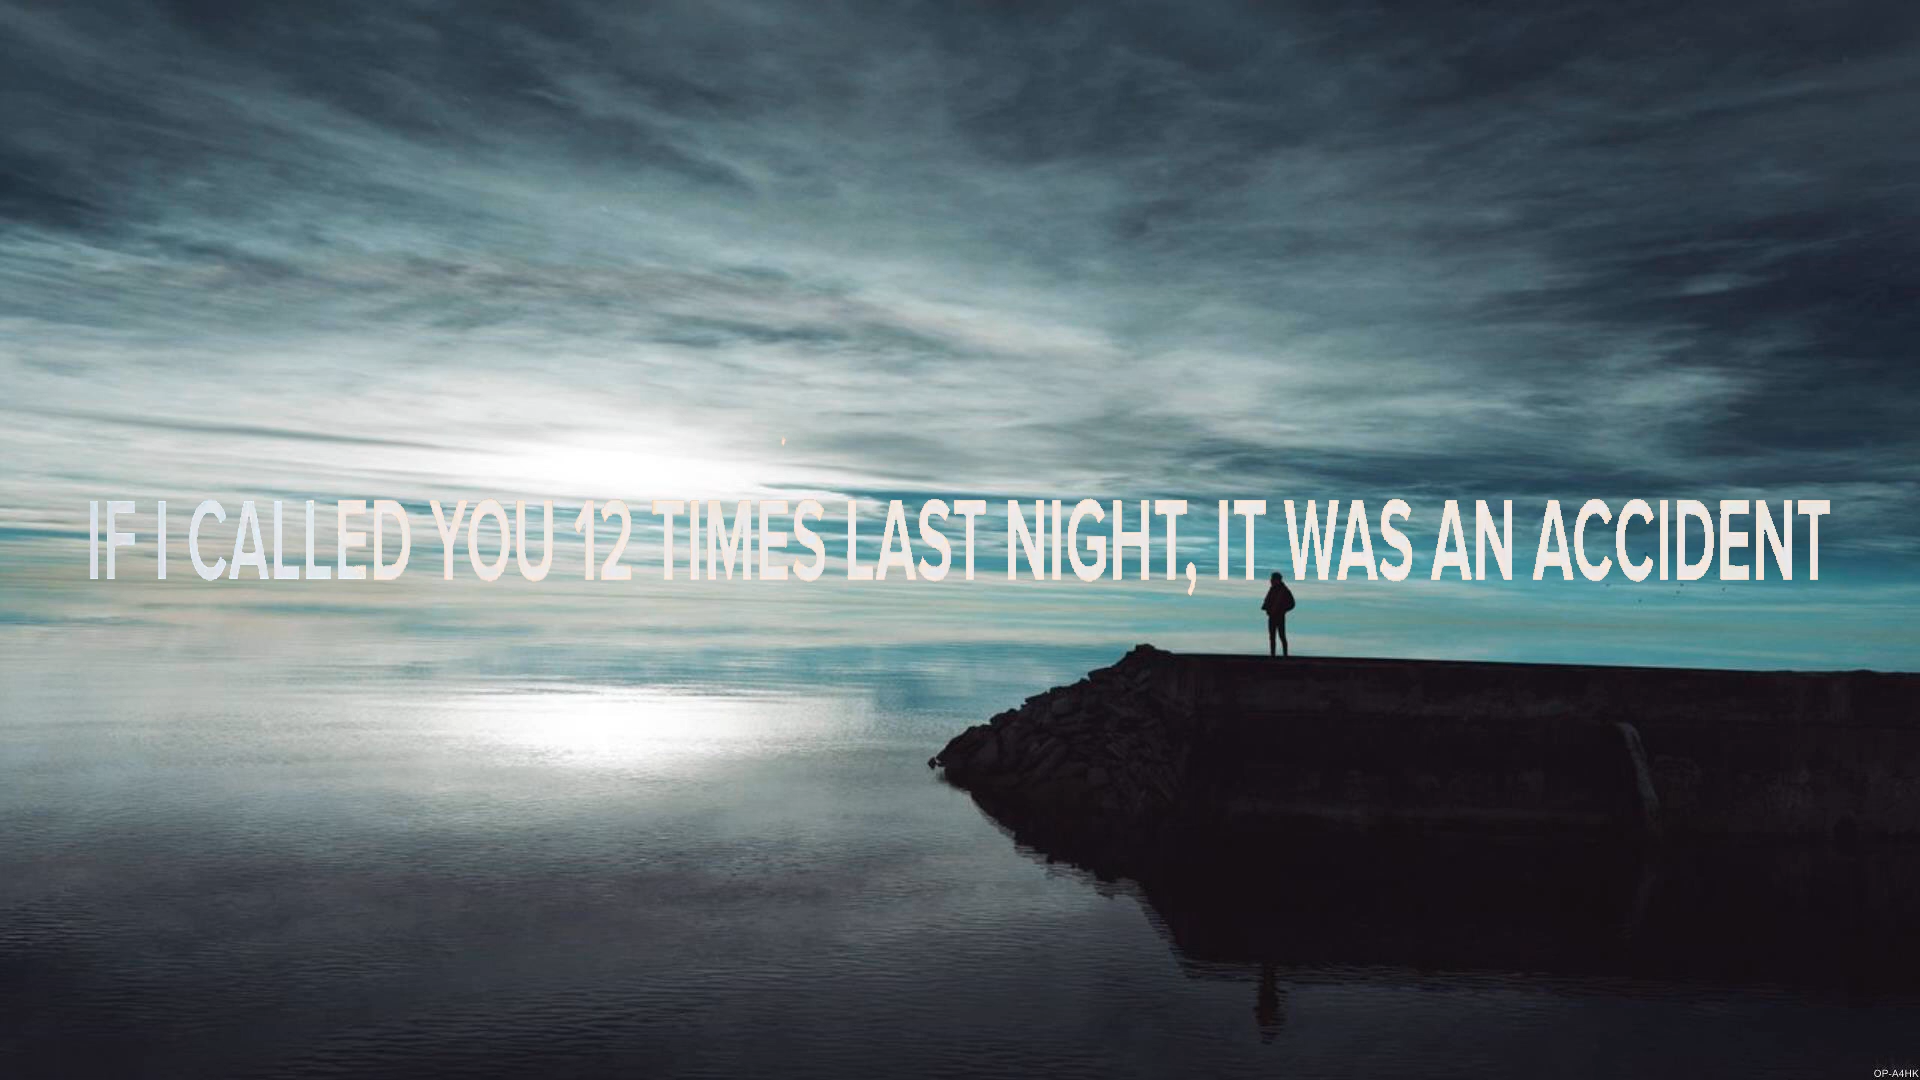 IF I CALLED YOU 12 TIMES LAST NIGHT, IT WAS AN ACCIDENT
OP-A4HK